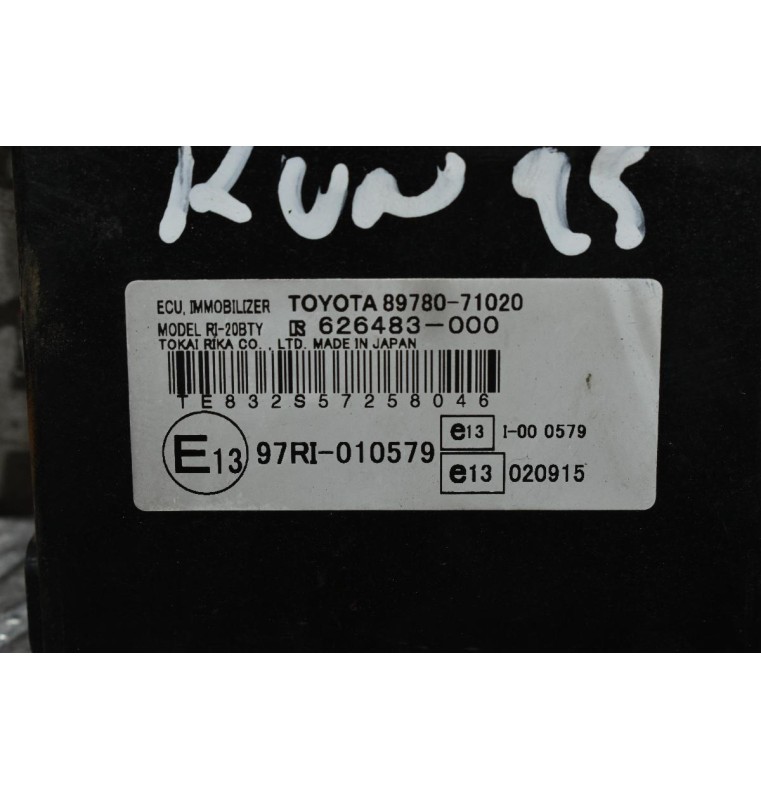 RUN 95
ECU, IMMOBILIZER TOYOTA 89780-71020
MODEL RI-20BTY 626483-000
TOKAI RIKA CO., LTD. MADE IN JAPAN
TE832S57258046
E13 97RI-010579
e13 I-00 0579
e13 020915